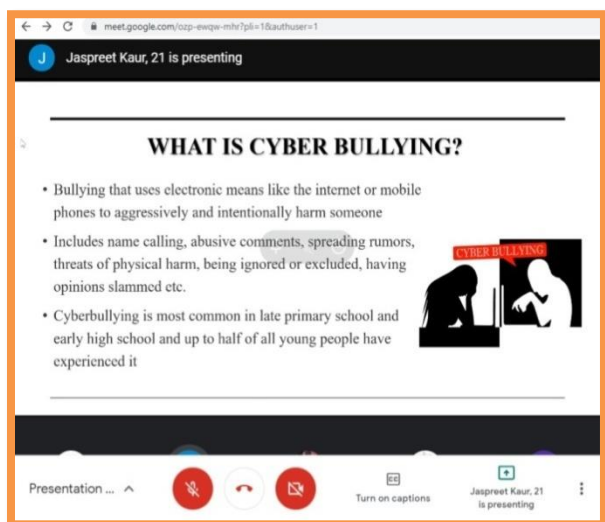 meet.google.com/ozp-ewqw-mhr?pli=1&authuser=1
J Jaspreet Kaur, 21 is presenting
WHAT IS CYBER BULLYING?
• Bullying that uses electronic means like the internet or mobile
phones to aggressively and intentionally harm someone
• Includes name calling, abusive comments, spreading rumors,
threats of physical harm, being ignored or excluded, having
opinions slammed etc.
CYBER BULLYING
• Cyberbullying is most common in late primary school and
early high school and up to half of all young people have
experienced it
Presentation ...
CC
Turn on captions
Jaspreet Kaur, 21
is presenting